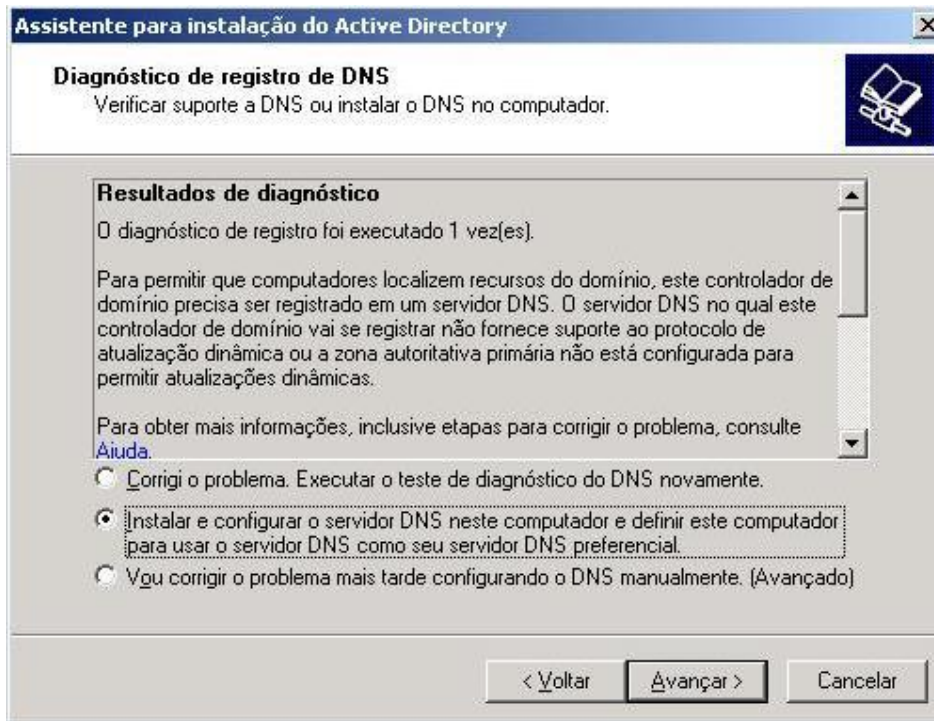 Assistente para instalação do Active Directory
Diagnóstico de registro de DNS
Verificar suporte a DNS ou instalar o DNS no computador.
Resultados de diagnóstico
O diagnóstico de registro foi executado 1 vez(es).
Para permitir que computadores localizem recursos do domínio, este controlador de
domínio precisa ser registrado em um servidor DNS. O servidor DNS no qual este
controlador de domínio vai se registrar não fornece suporte ao protocolo de
atualização dinâmica ou a zona autoritativa primária não está configurada para
permitir atualizações dinâmicas.
Para obter mais informações, inclusive etapas para corrigir o problema, consulte
Ajuda.
Corrigi o problema. Executar o teste de diagnóstico do DNS novamente.
Instalar e configurar o servidor DNS neste computador e definir este computador
para usar o servidor DNS como seu servidor DNS preferencial.
Vou corrigir o problema mais tarde configurando o DNS manualmente. (Avançado)
< Voltar
Avançar >
Cancelar